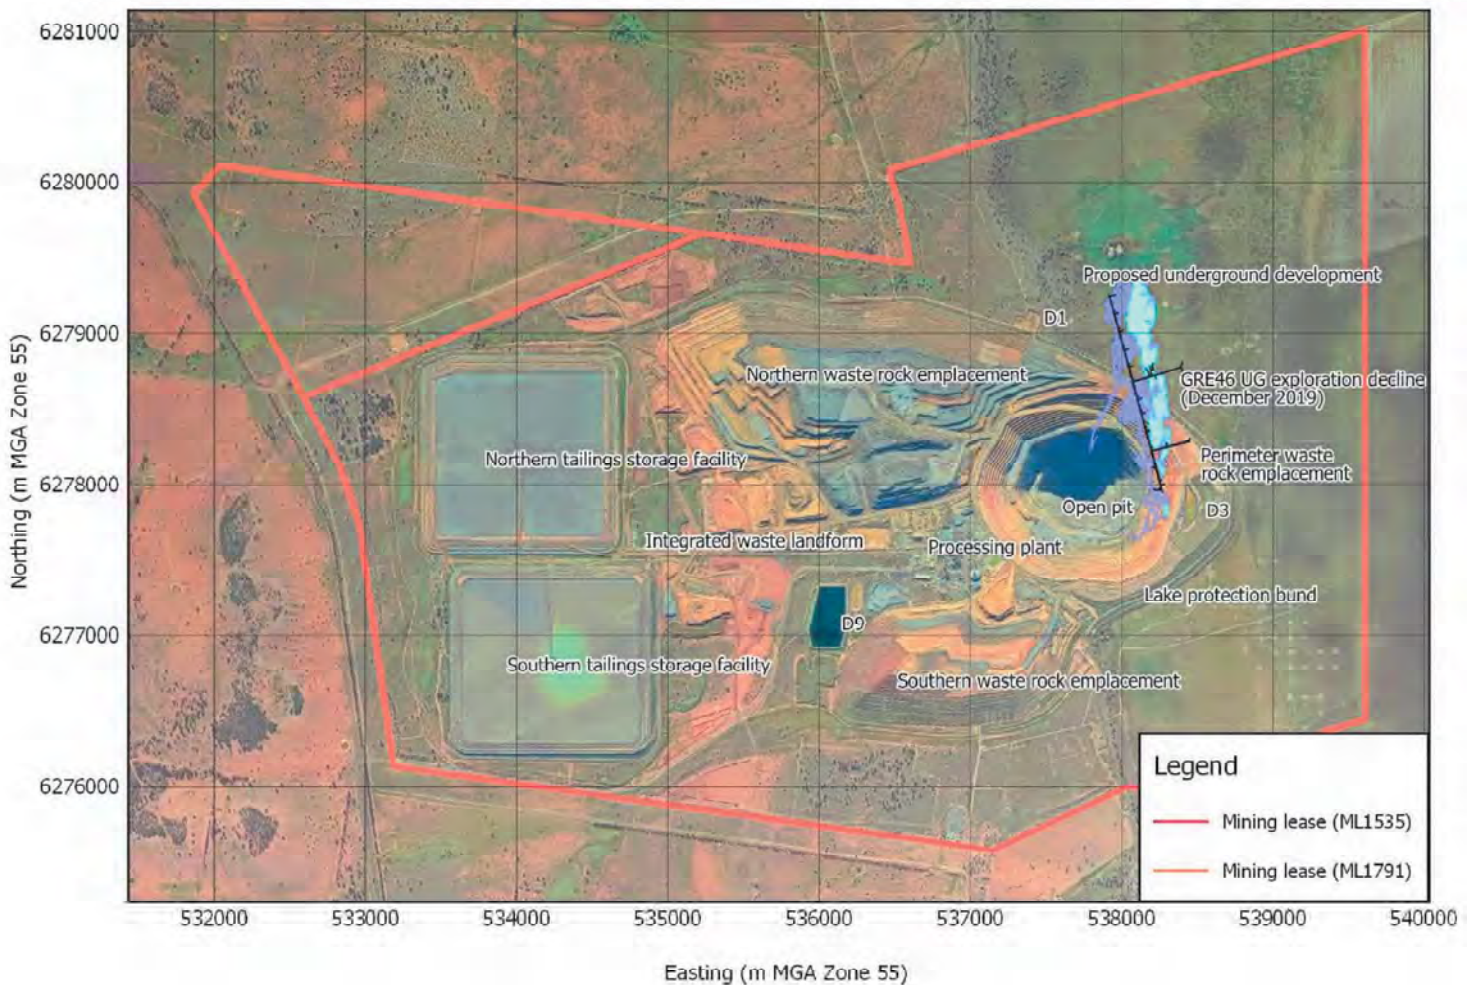 6281000
6280000
6279000
6278000
6277000
6276000
Northing (m MGA Zone 55)
Proposed underground development
D1
Northern waste rock emplacement
GRE46 UG exploration decline
(December 2019)
Northern tailings storage facility
Perimeter waste
rock emplacement
Open pit
D3
Integrated waste landform
Processing plant
Lake protection bund
D9
Southern tailings storage facility
Southern waste rock emplacement
Legend
Mining lease (ML1535)
Mining lease (ML1791)
532000
533000
534000
535000
536000
537000
538000
539000
540000
Easting (m MGA Zone 55)